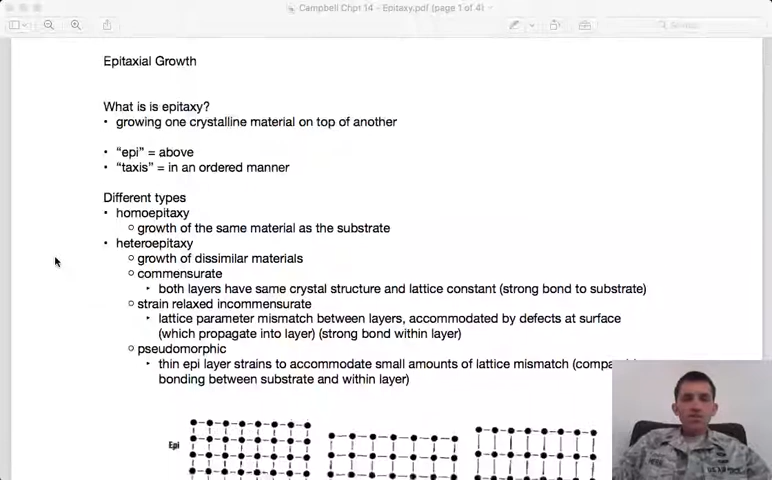 Campbell Chpt 14 - Epitaxy.pdf (page 1 of 4)
Search
Epitaxial Growth
What is is epitaxy?
• growing one crystalline material on top of another
• "epi" = above
• "taxis" = in an ordered manner
Different types
• homoepitaxy
○ growth of the same material as the substrate
• heteroepitaxy
○ growth of dissimilar materials
○ commensurate
‣ both layers have same crystal structure and lattice constant (strong bond to substrate)
○ strain relaxed incommensurate
‣ lattice parameter mismatch between layers, accommodated by defects at surface
(which propagate into layer) (strong bond within layer)
○ pseudomorphic
‣ thin epi layer strains to accommodate small amounts of lattice mismatch
bonding between substrate and within layer)
Epi
U.S. AIR